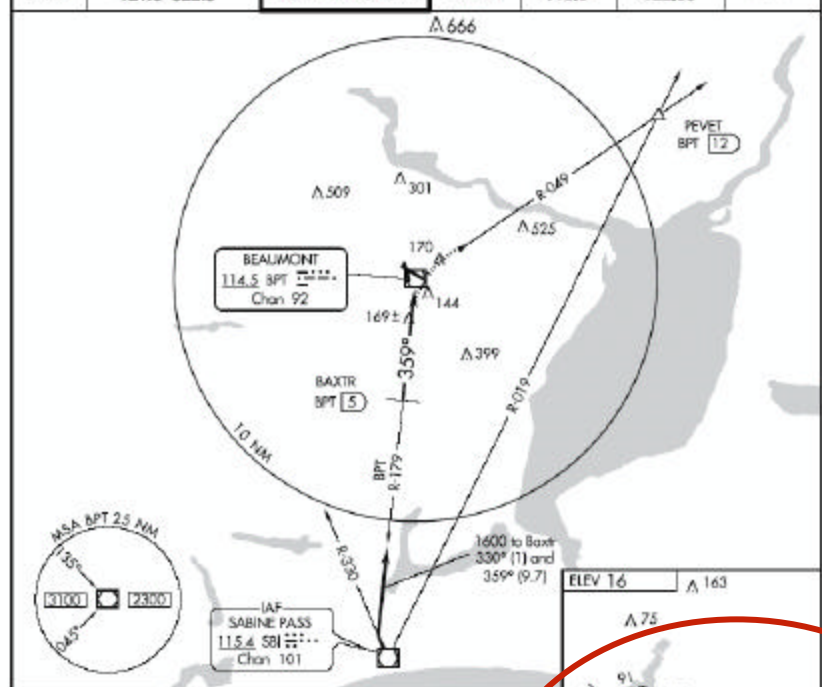 666
PEVET
BPT 12
R-049
509
301
525
170
BEAUMONT
114.5 BPT
Chan 92
144
169±
359°
399
BAXTR
BPT 5
R-019
10 NM
BPT
R-179
MSA BPT 25 NM
135°
3100
2300
045°
R-330
1600 to Baxtr
330° (1) and
359° (9.7)
IAF
SABINE PASS
115.4 SBI
Chan 101
ELEV 16
163
75
91